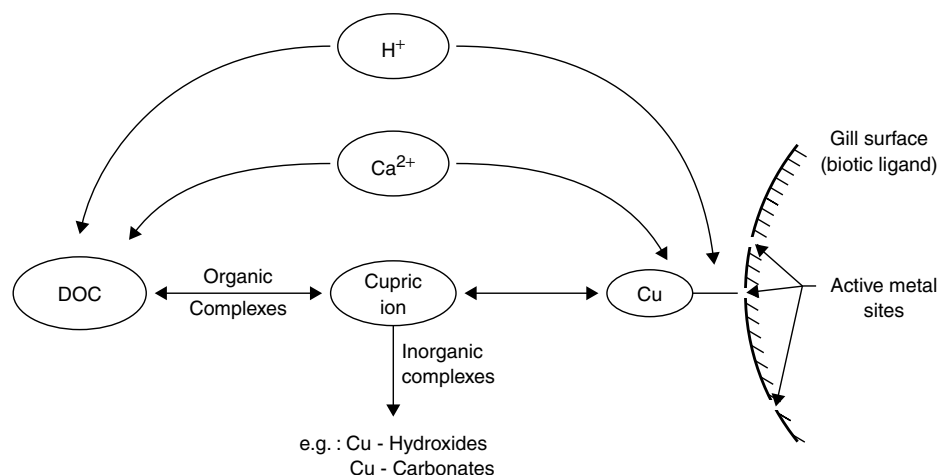 H⁺
Ca²⁺
Gill surface
(biotic ligand)
DOC
Organic
Complexes
Cupric
ion
Cu
Active metal
sites
Inorganic
complexes
e.g. : Cu - Hydroxides
Cu - Carbonates